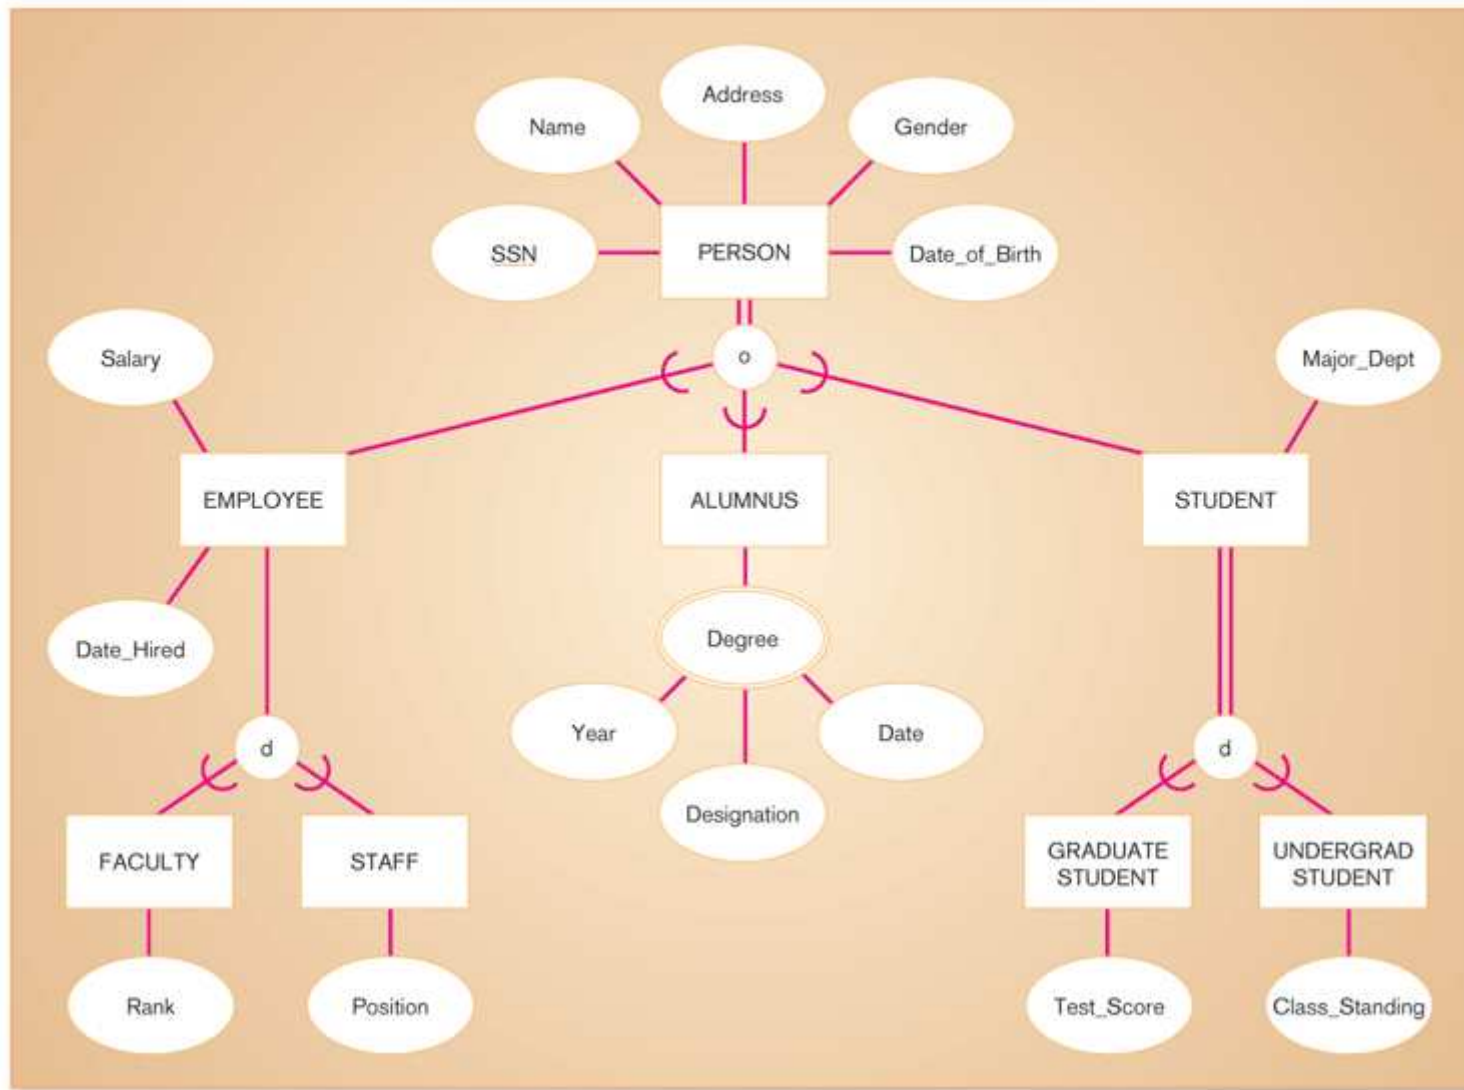 Address
Name
Gender
SSN
PERSON
Date_of_Birth
o
Salary
Major_Dept
EMPLOYEE
ALUMNUS
STUDENT
Date_Hired
Degree
Year
Date
d
d
Designation
FACULTY
STAFF
GRADUATE
STUDENT
UNDERGRAD
STUDENT
Rank
Position
Test_Score
Class_Standing